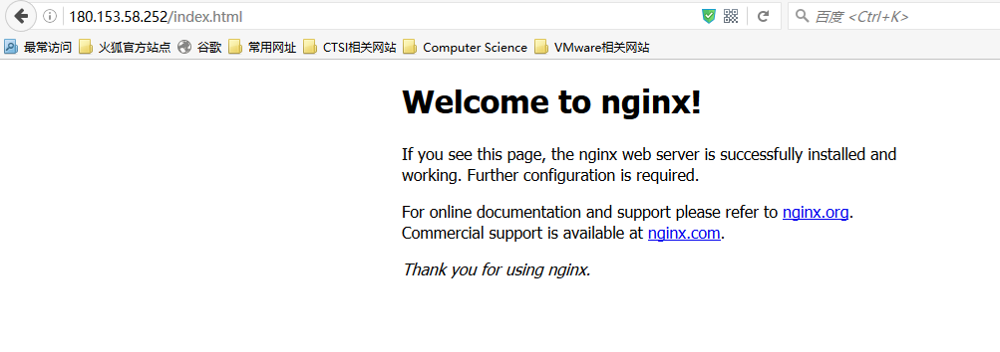 180.153.58.252/index.html
百度 <Ctrl+K>
最常访问 火狐官方站点 谷歌 常用网址 CTSI相关网站 Computer Science VMware相关网站
Welcome to nginx!
If you see this page, the nginx web server is successfully installed and
working. Further configuration is required.
For online documentation and support please refer to nginx.org.
Commercial support is available at nginx.com.
Thank you for using nginx.